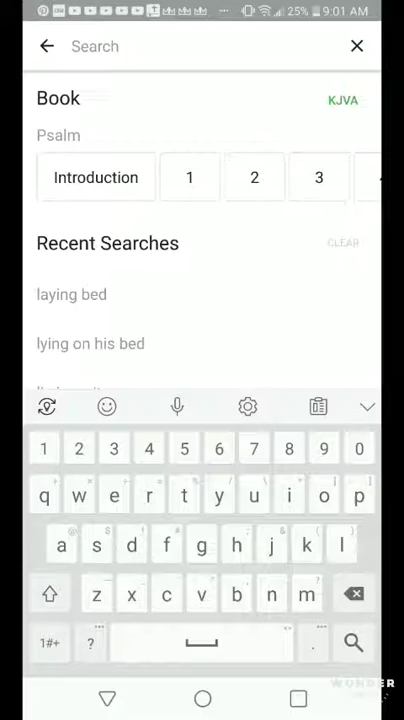 25% 9:01 AM
Search
Book KJVA
Psalm
Introduction 1 2 3
Recent Searches CLEAR
laying bed
lying on his bed
1 2 3 4 5 6 7 8 9 0
q w e r t y u i o p
a s d f g h j k l
z x c v b n m
1#+ ? .
WONDER